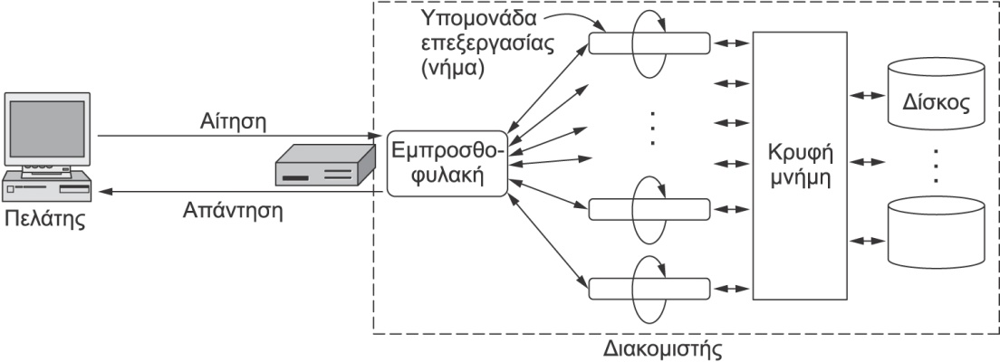 Υπομονάδα
επεξεργασίας
(νήμα)
Αίτηση
Εμπροσθο-
φυλακή
Απάντηση
Πελάτης
Κρυφή
μνήμη
Δίσκος
Διακομιστής